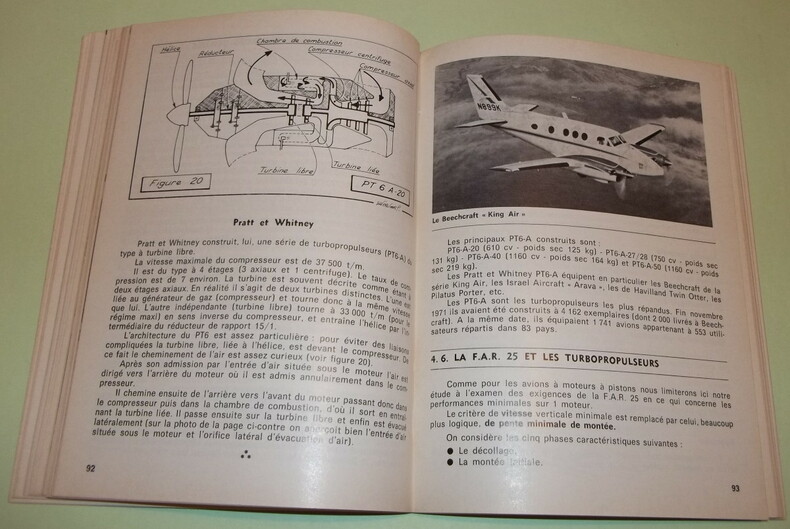 Hélice
Réducteur
Chambre de combustion
Compresseur centrifuge
Compresseur
Turbine libre
Turbine liée
Figure 20
PT 6 A-20
Pratt et Whitney
Pratt et Whitney construit, lui, une série de turbopropulseurs (PT6-A) du
type à turbine libre.
La vitesse maximale du compresseur est de 37 500 t/m.
Il est du type à 4 étages (3 axiaux et 1 centrifuge). Le taux de com-
pression est de 7 environ. La turbine est souvent décrite comme étant à
deux étages axiaux. En réalité il s'agit de deux turbines distinctes. L'une est
liée au générateur de gaz (compresseur) et tourne donc à la même vitesse
que lui. L'autre indépendante (turbine libre) tourne à 33 000 t/m (pour le
régime maxi) en sens inverse du compresseur, et entraîne l'hélice par l'in-
termédiaire du réducteur de rapport 15/1.
L'architecture du PT6 est assez particulière : pour éviter des liaisons
compliquées la turbine libre, liée à l'hélice, est devant le compresseur. De
ce fait le cheminement de l'air est assez curieux (voir figure 20).
Après son admission par l'entrée d'air située sous le moteur l'air est
dirigé vers l'arrière du moteur où il est admis annulairement dans le com-
presseur.
Il chemine ensuite de l'arrière vers l'avant du moteur passant donc dans
le compresseur puis dans la chambre de combustion, d'où il sort en entraî-
nant la turbine liée. Il passe ensuite sur la turbine libre et enfin est évacué
latéralement (sur la photo de la page ci-contre on aperçoit bien l'entrée d'air
située sous le moteur et l'orifice latéral d'évacuation d'air).
92
N899K
Le Beechcraft « King Air »
Les principaux PT6-A construits sont :
PT6-A-20 (610 cv - poids sec 125 kg) - PT6-A-27/28 (750 cv - poids sec
131 kg) - PT6-A-40 (1160 cv - poids sec 164 kg) et PT6-A-50 (1160 cv - poids
sec 219 kg).
Les Pratt et Whitney PT6-A équipent en particulier les Beechcraft de la
série King Air, les Israel Aircraft « Arava », les de Havilland Twin Otter, les
Pilatus Porter, etc.
Les PT6-A sont les turbopropulseurs les plus répandus. Fin novembre
1971 ils avaient été construits à 4 162 exemplaires (dont 2 000 livrés à Beech-
craft). A la même date, ils équipaient 1 741 avions appartenant à 553 utili-
sateurs répartis dans 83 pays.
4. 6. LA F.A.R. 25 ET LES TURBOPROPULSEURS
Comme pour les avions à moteurs à pistons nous limiterons ici notre
étude à l'examen des exigences de la F.A.R. 25 en ce qui concerne les
performances minimales sur 1 moteur.
Le critère de vitesse verticale minimale est remplacé par celui, beaucoup
plus logique, de pente minimale de montée.
On considère les cinq phases caractéristiques suivantes :
● Le décollage.
● La montée initiale.
93